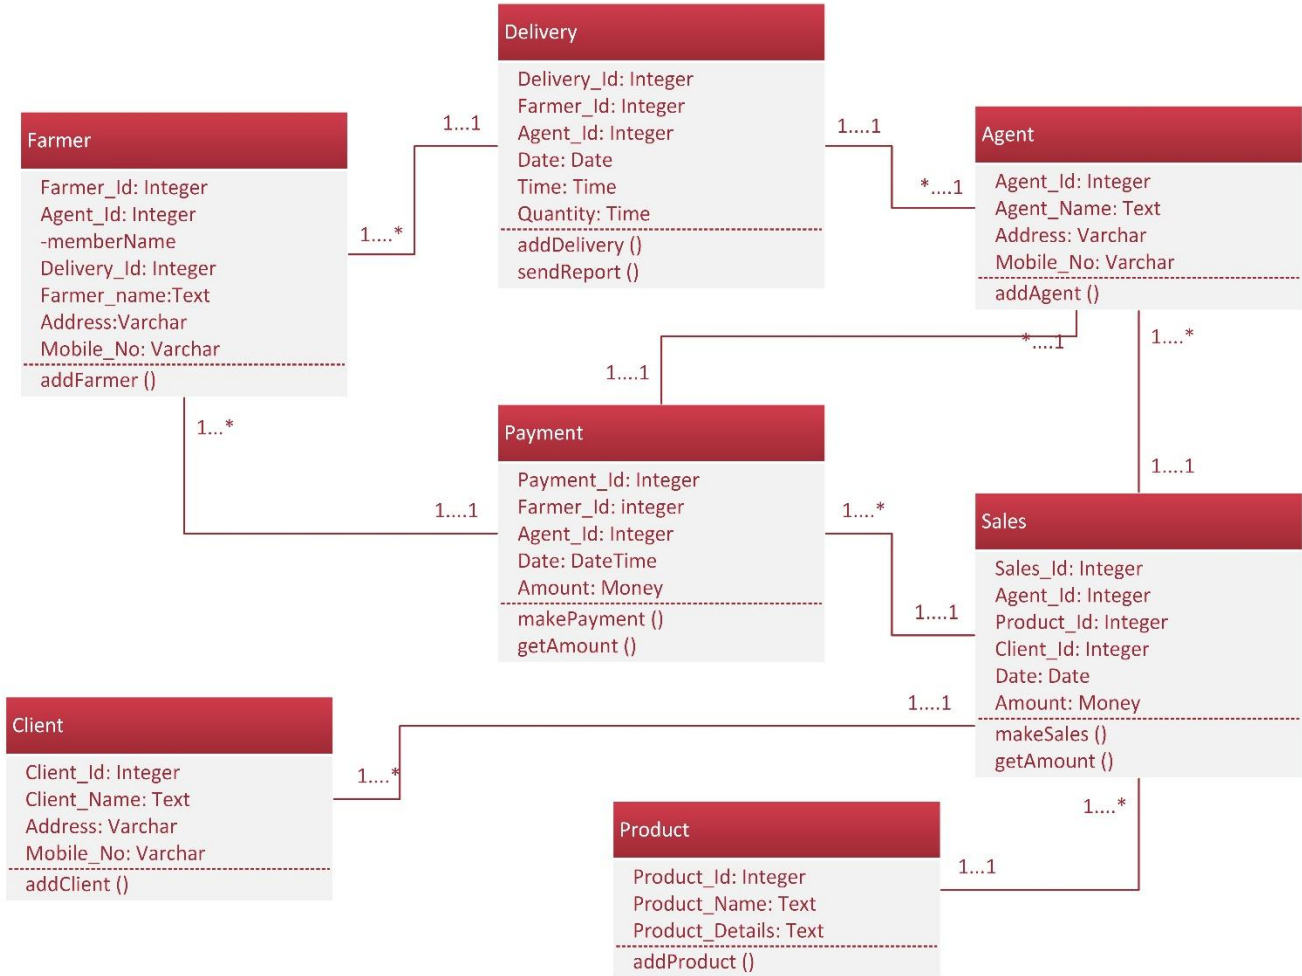 Delivery
Delivery_Id: Integer
Farmer_Id: Integer
Agent_Id: Integer
Date: Date
Time: Time
Quantity: Time
addDelivery ()
sendReport ()
Farmer
Farmer_Id: Integer
Agent_Id: Integer
-memberName
Delivery_Id: Integer
Farmer_name:Text
Address:Varchar
Mobile_No: Varchar
addFarmer ()
1...1
1....*
1....1
*....1
Agent
Agent_Id: Integer
Agent_Name: Text
Address: Varchar
Mobile_No: Varchar
addAgent ()
*....1
1....*
1....1
1...*
1....1
Payment
Payment_Id: Integer
Farmer_Id: integer
Agent_Id: Integer
Date: DateTime
Amount: Money
makePayment ()
getAmount ()
1....*
1....1
1....1
Sales
Sales_Id: Integer
Agent_Id: Integer
Product_Id: Integer
Client_Id: Integer
Date: Date
Amount: Money
makeSales ()
getAmount ()
1....1
1....*
Client
Client_Id: Integer
Client_Name: Text
Address: Varchar
Mobile_No: Varchar
addClient ()
1....*
1...1
Product
Product_Id: Integer
Product_Name: Text
Product_Details: Text
addProduct ()